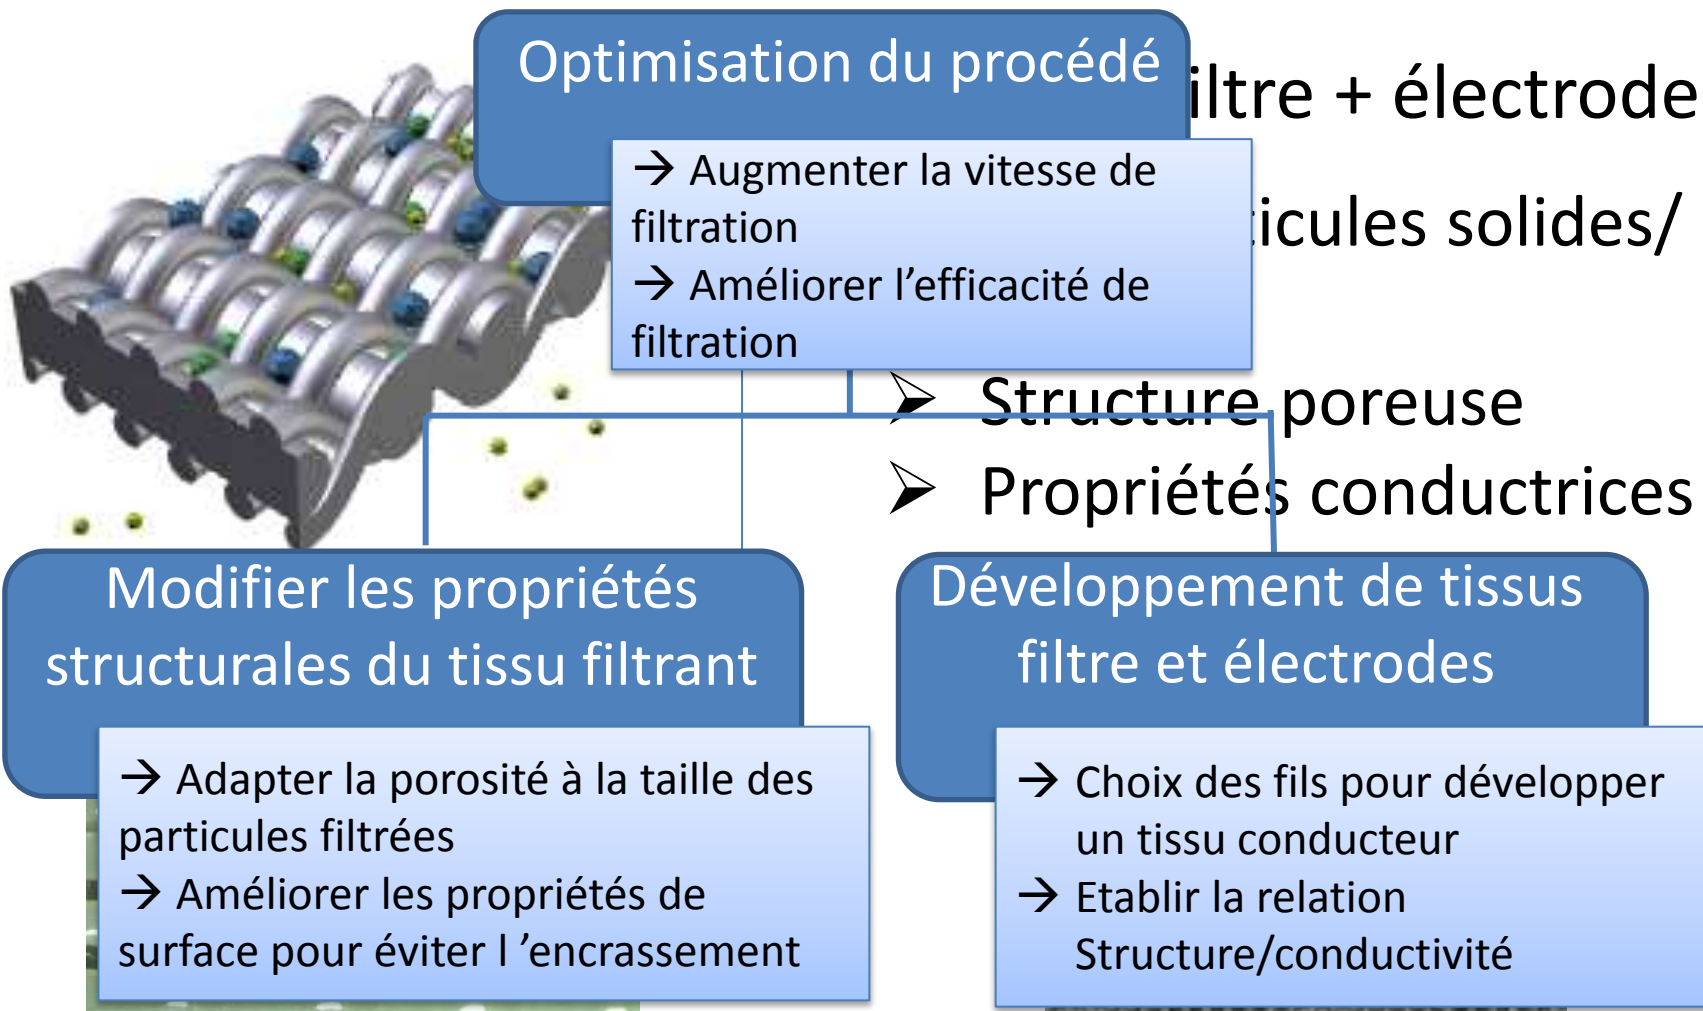 Optimisation du procédé
→ Augmenter la vitesse de
filtration
→ Améliorer l’efficacité de
filtration
iltre + électrode
icules solides/
➢ Structure poreuse
➢ Propriétés conductrices
Modifier les propriétés
structurales du tissu filtrant
→ Adapter la porosité à la taille des
particules filtrées
→ Améliorer les propriétés de
surface pour éviter l ’encrassement
Développement de tissus
filtre et électrodes
→ Choix des fils pour développer
un tissu conducteur
→ Etablir la relation
Structure/conductivité